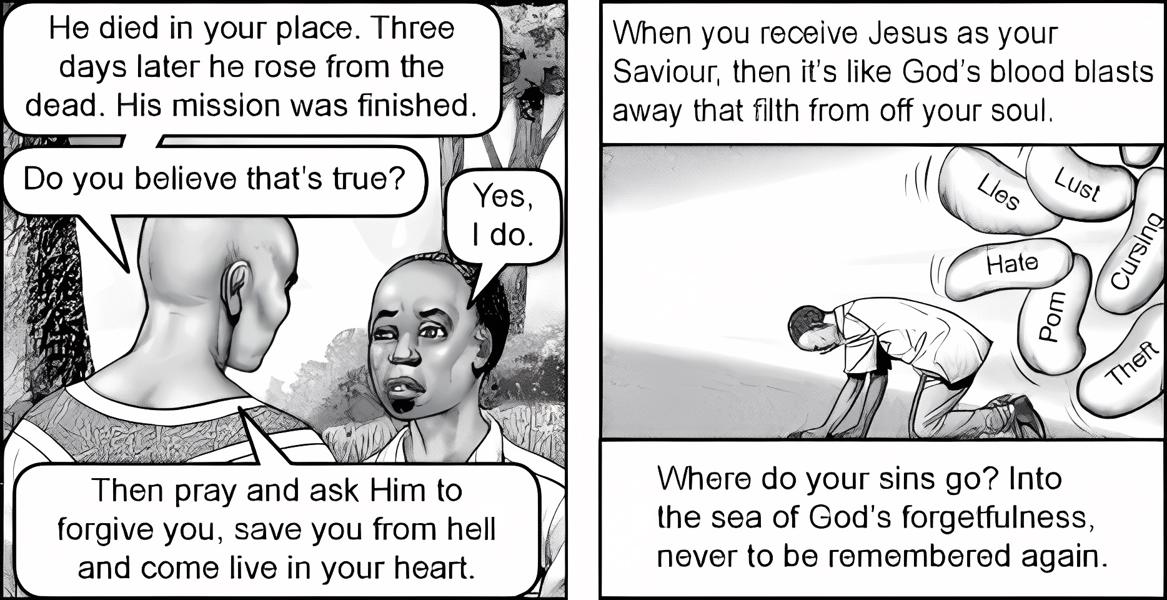 He died in your place. Three
days later he rose from the
dead. His mission was finished.
Do you believe that's true?
Yes,
I do.
Then pray and ask Him to
forgive you, save you from hell
and come live in your heart.
When you receive Jesus as your
Saviour, then it's like God's blood blasts
away that filth from off your soul.
Lies
Lust
Cursing
Hate
Porn
Theft
Where do your sins go? Into
the sea of God's forgetfulness,
never to be remembered again.